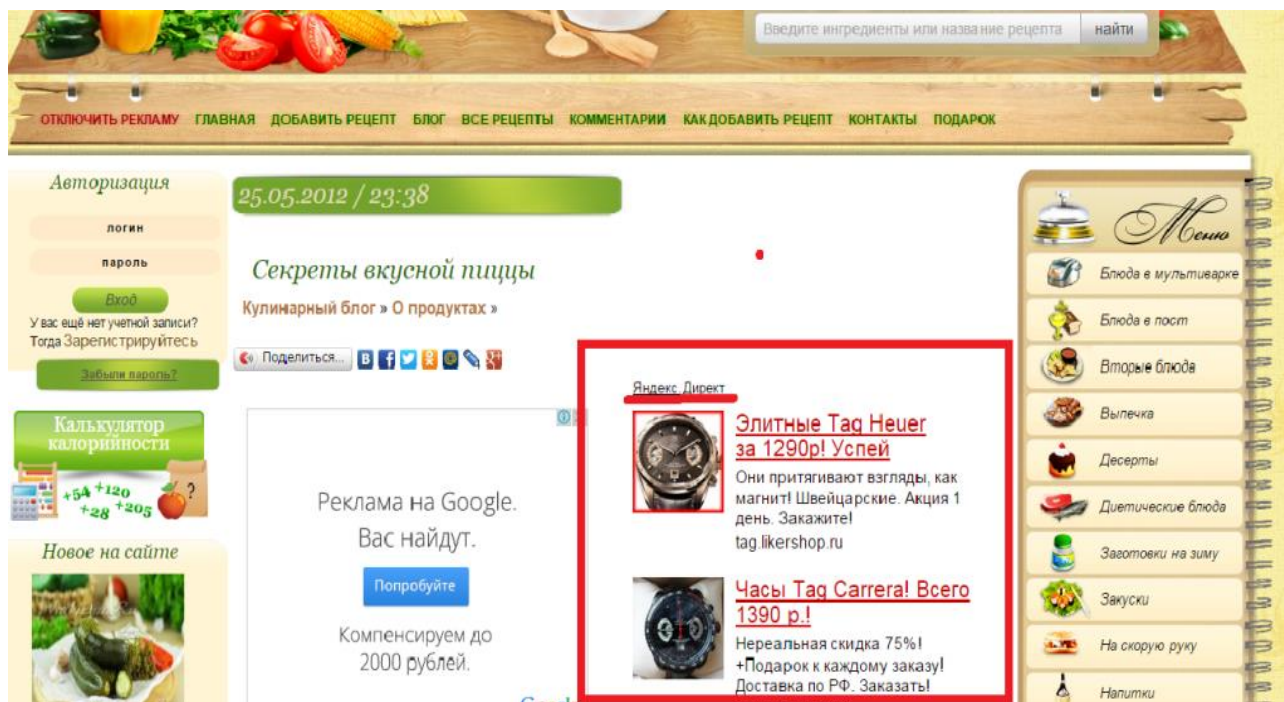 Введите ингредиенты или название рецепта найти
ОТКЛЮЧИТЬ РЕКЛАМУ ГЛАВНАЯ ДОБАВИТЬ РЕЦЕПТ БЛОГ ВСЕ РЕЦЕПТЫ КОММЕНТАРИИ КАК ДОБАВИТЬ РЕЦЕПТ КОНТАКТЫ ПОДАРОК
Авторизация
логин
пароль
Вход
У вас ещё нет учетной записи?
Тогда Зарегистрируйтесь
Забыли пароль?
Калькулятор
калорийности
+54 +120
+28 +205
?
Новое на сайте
25.05.2012 / 23:38
Секреты вкусной пиццы
Кулинарный блог » О продуктах »
Поделиться...
Реклама на Google.
Вас найдут.
Попробуйте
Компенсируем до
2000 рублей.
Яндекс Директ
Элитные Tag Heuer
за 1290р! Успей
Они притягивают взгляды, как
магнит! Швейцарские. Акция 1
день. Закажите!
tag.likershop.ru
Часы Tag Carrera! Всего
1390 р.!
Нереальная скидка 75%!
+Подарок к каждому заказу!
Доставка по РФ. Заказать!
Меню
Блюда в мультиварке
Блюда в пост
Вторые блюда
Выпечка
Десерты
Диетические блюда
Заготовки на зиму
Закуски
На скорую руку
Напитки